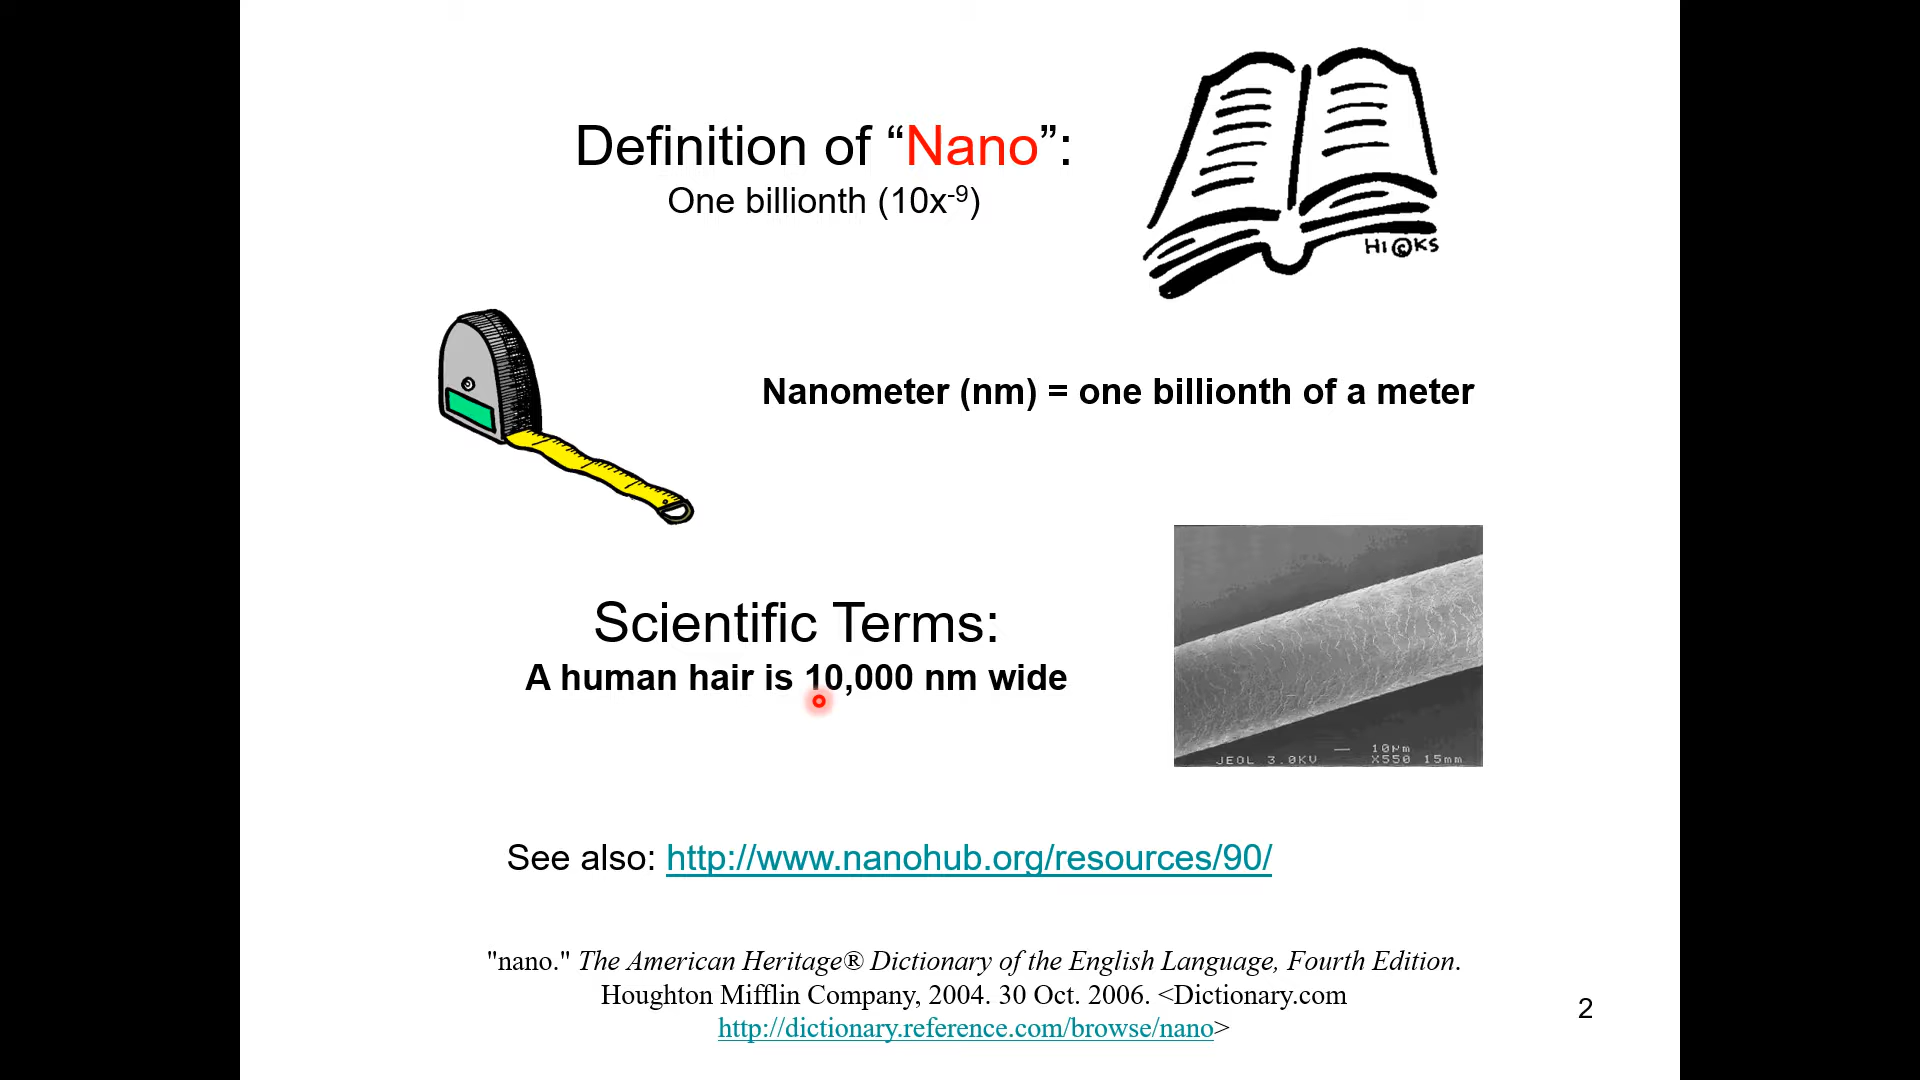 Definition of “Nano”:
One billionth (10x-9)
HI©KS
Nanometer (nm) = one billionth of a meter
Scientific Terms:
A human hair is 10,000 nm wide
10µm
JEOL 3.0KV X550 15mm
See also: http://www.nanohub.org/resources/90/
"nano." The American Heritage® Dictionary of the English Language, Fourth Edition.
Houghton Mifflin Company, 2004. 30 Oct. 2006. <Dictionary.com
http://dictionary.reference.com/browse/nano>
2